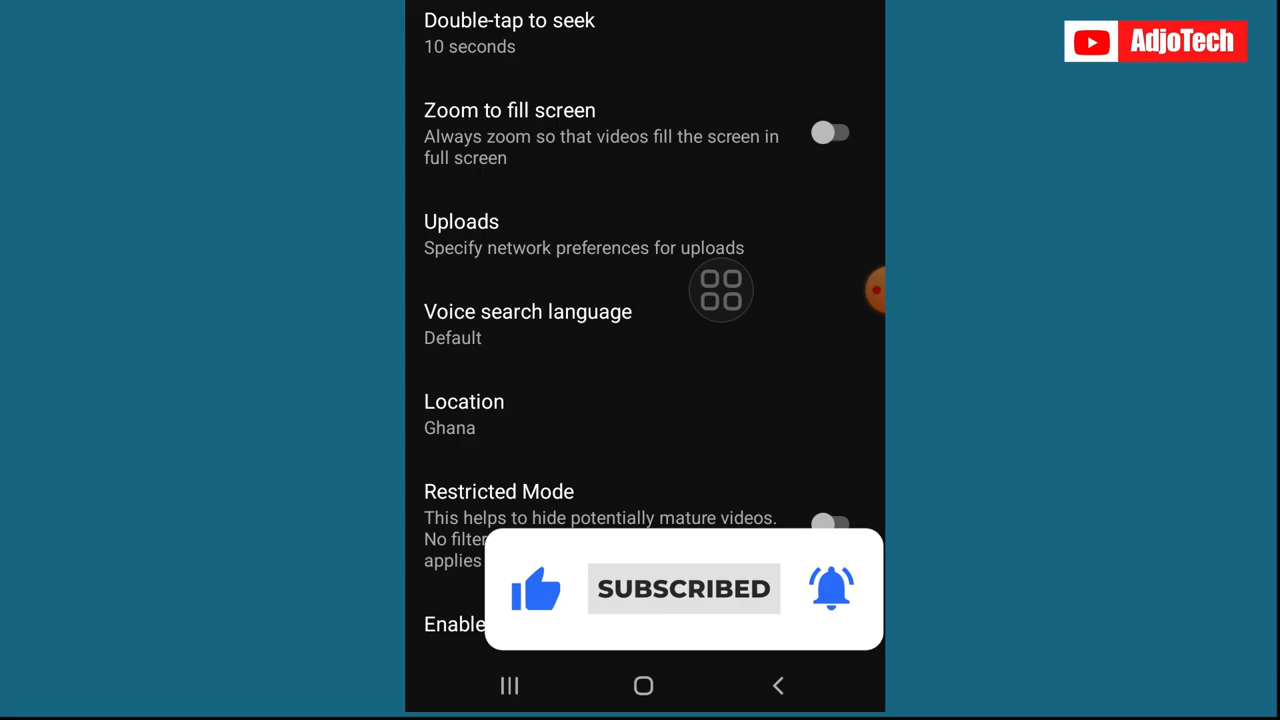 Double-tap to seek
10 seconds
AdjoTech
Zoom to fill screen
Always zoom so that videos fill the screen in
full screen
Uploads
Specify network preferences for uploads
Voice search language
Default
Location
Ghana
Restricted Mode
This helps to hide potentially mature videos.
No filter
applies
SUBSCRIBED
Enable